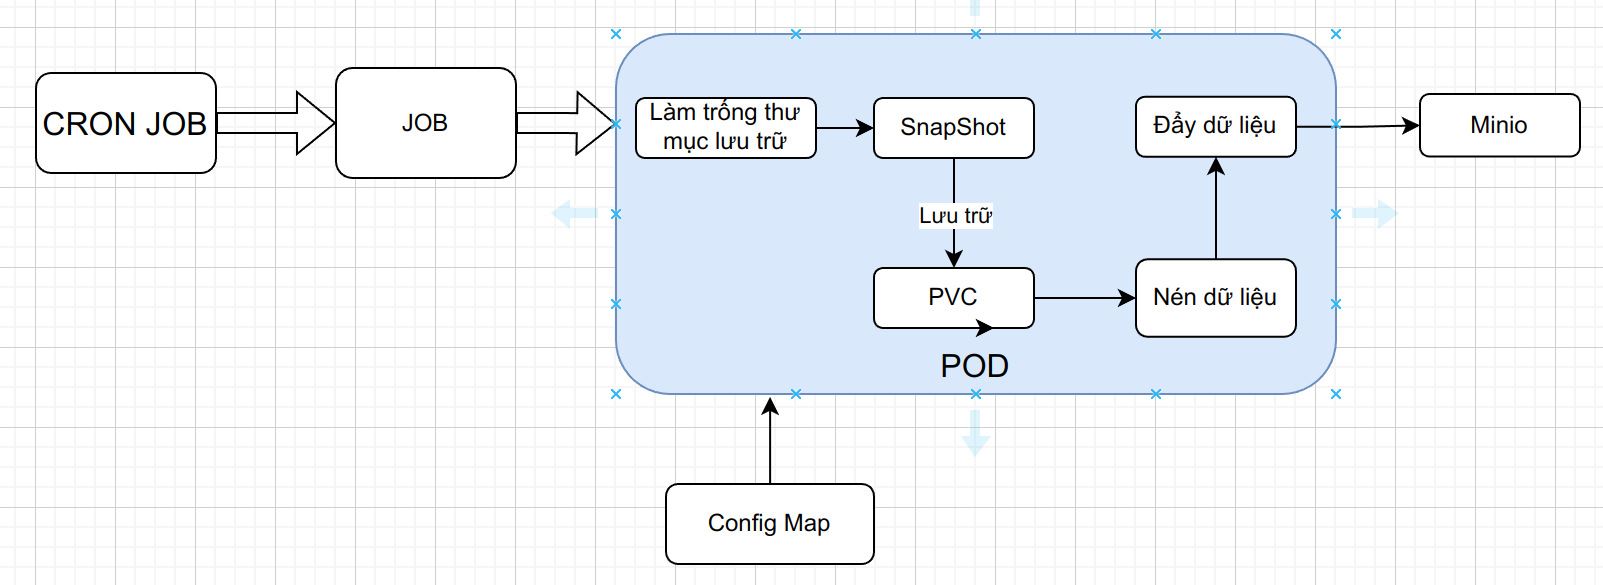 CRON JOB
JOB
Làm trống thư
mục lưu trữ
SnapShot
Đẩy dữ liệu
Minio
Lưu trữ
PVC
Nén dữ liệu
POD
Config Map